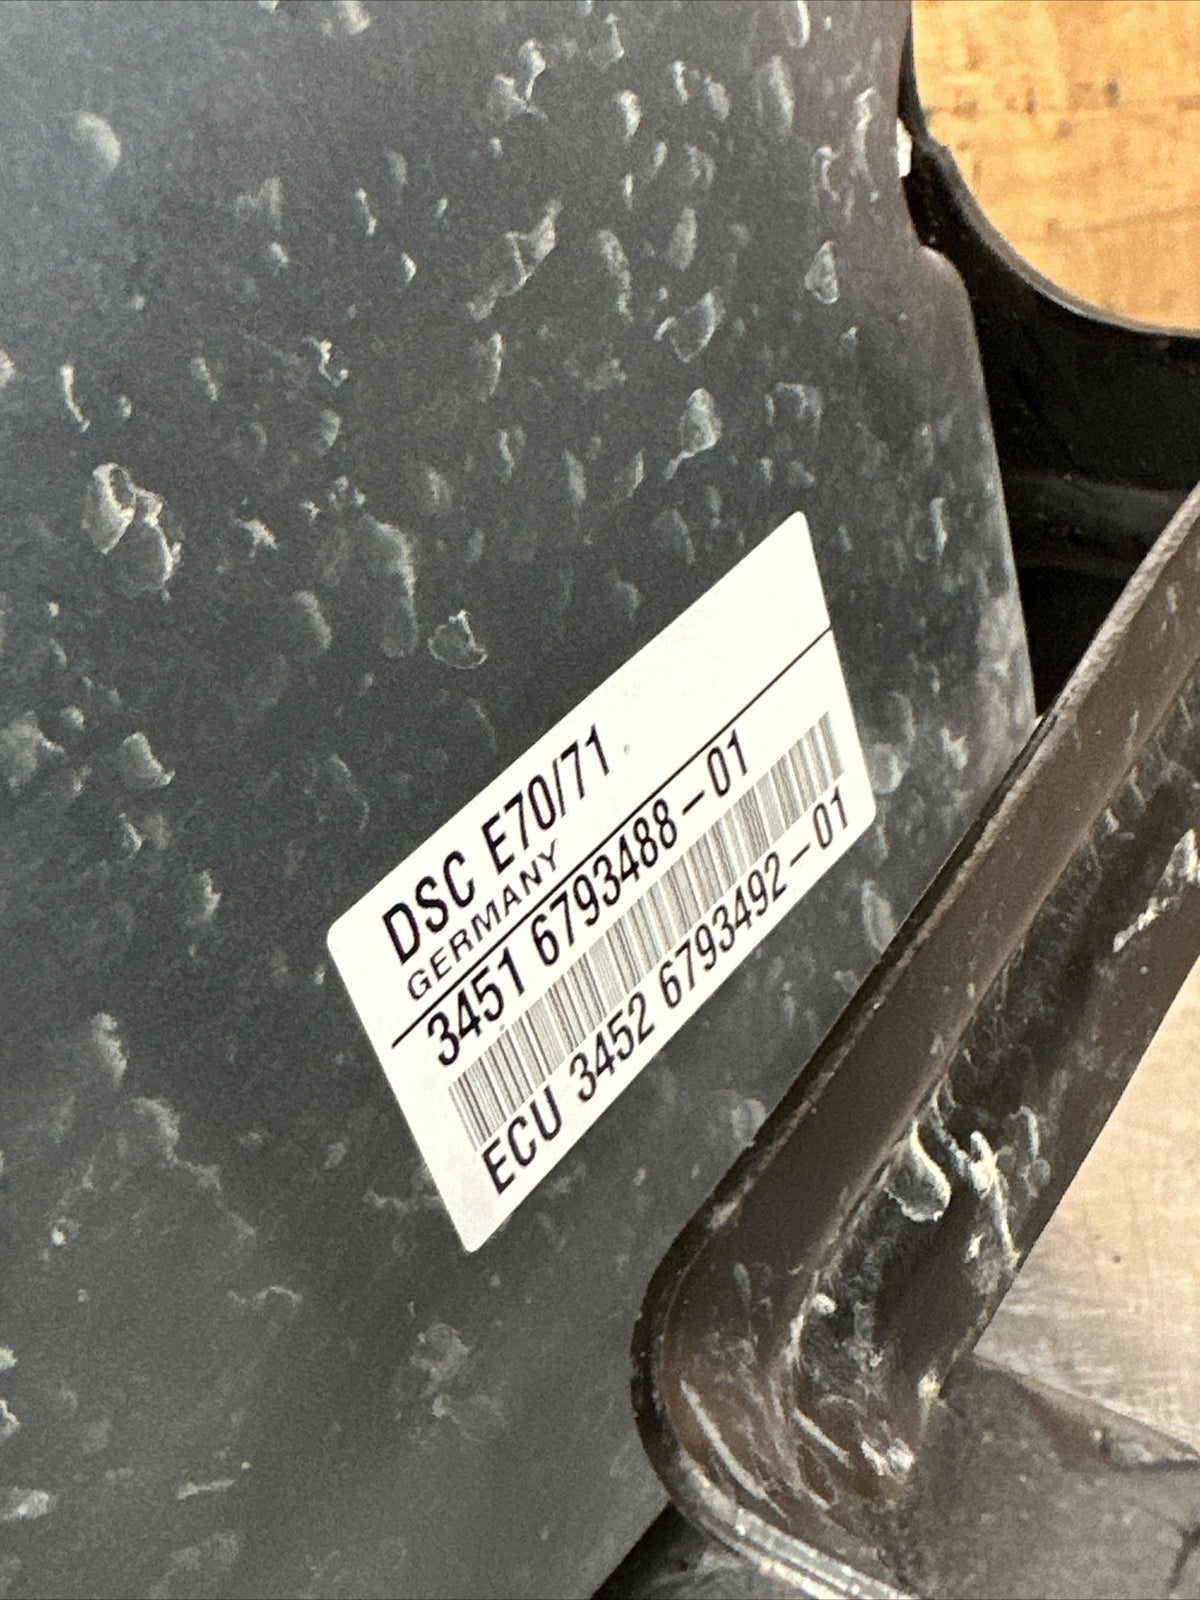 DSC E70/71
GERMANY
3451 6793488-01
ECU 3452 6793492-01